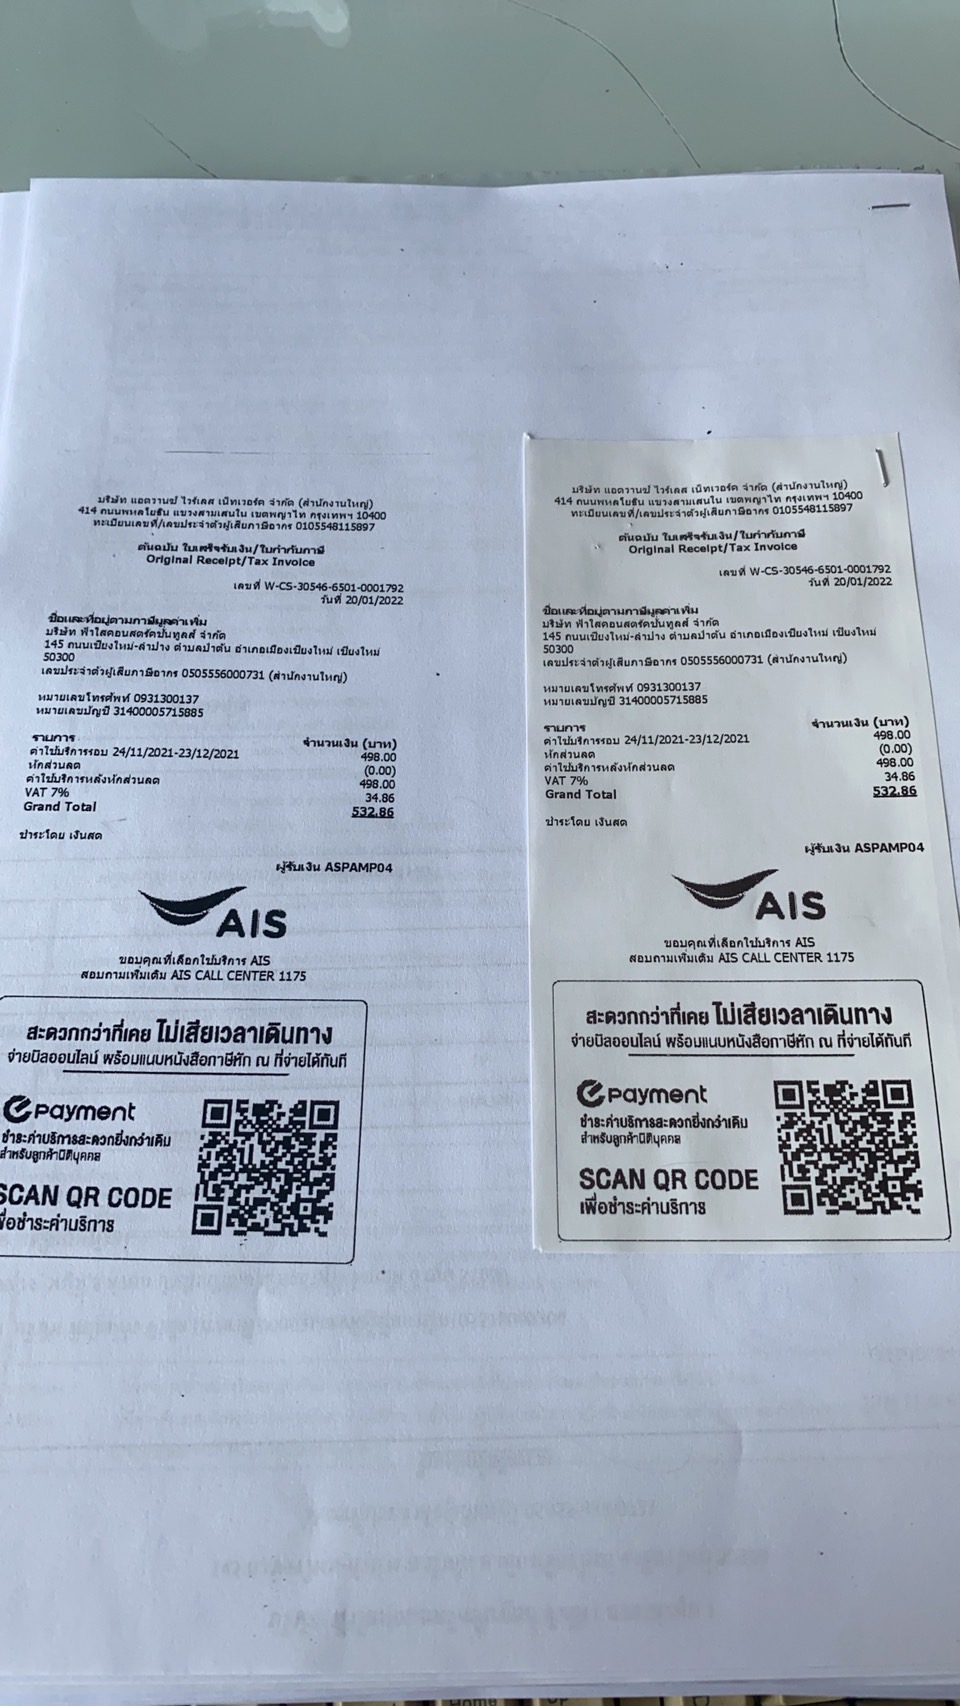 บริษัท แอดวานซ์ ไวร์เลส เน็ทเวอร์ค จำกัด (สำนักงานใหญ่)
414 ถนนพหลโยธิน แขวงสามเสนใน เขตพญาไท กรุงเทพฯ 10400
ทะเบียนเลขที่/เลขประจำตัวผู้เสียภาษีอากร 0105548115897
ต้นฉบับ ใบเสร็จรับเงิน/ใบกำกับภาษี
Original Receipt/Tax Invoice
เลขที่ W-CS-30546-6501-0001792
วันที่ 20/01/2022
ชื่อและที่อยู่ตามภาษีมูลค่าเพิ่ม
บริษัท ฟ้าใสคอนสตรัคชั่นทูลส์ จำกัด
145 ถนนเชียงใหม่-ลำปาง ตำบลป่าตัน อำเภอเมืองเชียงใหม่ เชียงใหม่
50300
เลขประจำตัวผู้เสียภาษีอากร 0505556000731 (สำนักงานใหญ่)
หมายเลขโทรศัพท์ 0931300137
หมายเลขบัญชี 31400005715885
รายการ จำนวนเงิน (บาท)
ค่าใช้บริการรอบ 24/11/2021-23/12/2021 498.00
หักส่วนลด (0.00)
ค่าใช้บริการหลังหักส่วนลด 498.00
VAT 7% 34.86
Grand Total 532.86
ชำระโดย เงินสด
ผู้รับเงิน ASPAMP04
AIS
ขอบคุณที่เลือกใช้บริการ AIS
สอบถามเพิ่มเติม AIS CALL CENTER 1175
สะดวกกว่าที่เคย ไม่เสียเวลาเดินทาง
จ่ายบิลออนไลน์ พร้อมแนบหนังสือภาษีหัก ณ ที่จ่ายได้ทันที
ePayment
ชำระค่าบริการสะดวกยิ่งกว่าเดิม
สำหรับลูกค้านิติบุคคล
SCAN QR CODE
เพื่อชำระค่าบริการ
บริษัท แอดวานซ์ ไวร์เลส เน็ทเวอร์ค จำกัด (สำนักงานใหญ่)
414 ถนนพหลโยธิน แขวงสามเสนใน เขตพญาไท กรุงเทพฯ 10400
ทะเบียนเลขที่/เลขประจำตัวผู้เสียภาษีอากร 0105548115897
ต้นฉบับ ใบเสร็จรับเงิน/ใบกำกับภาษี
Original Receipt/Tax Invoice
เลขที่ W-CS-30546-6501-0001792
วันที่ 20/01/2022
ชื่อและที่อยู่ตามภาษีมูลค่าเพิ่ม
บริษัท ฟ้าใสคอนสตรัคชั่นทูลส์ จำกัด
145 ถนนเชียงใหม่-ลำปาง ตำบลป่าตัน อำเภอเมืองเชียงใหม่ เชียงใหม่
50300
เลขประจำตัวผู้เสียภาษีอากร 0505556000731 (สำนักงานใหญ่)
หมายเลขโทรศัพท์ 0931300137
หมายเลขบัญชี 31400005715885
รายการ จำนวนเงิน (บาท)
ค่าใช้บริการรอบ 24/11/2021-23/12/2021 498.00
หักส่วนลด (0.00)
ค่าใช้บริการหลังหักส่วนลด 498.00
VAT 7% 34.86
Grand Total 532.86
ชำระโดย เงินสด
ผู้รับเงิน ASPAMP04
AIS
ขอบคุณที่เลือกใช้บริการ AIS
สอบถามเพิ่มเติม AIS CALL CENTER 1175
สะดวกกว่าที่เคย ไม่เสียเวลาเดินทาง
จ่ายบิลออนไลน์ พร้อมแนบหนังสือภาษีหัก ณ ที่จ่ายได้ทันที
ePayment
ชำระค่าบริการสะดวกยิ่งกว่าเดิม
สำหรับลูกค้านิติบุคคล
SCAN QR CODE
เพื่อชำระค่าบริการ
Home